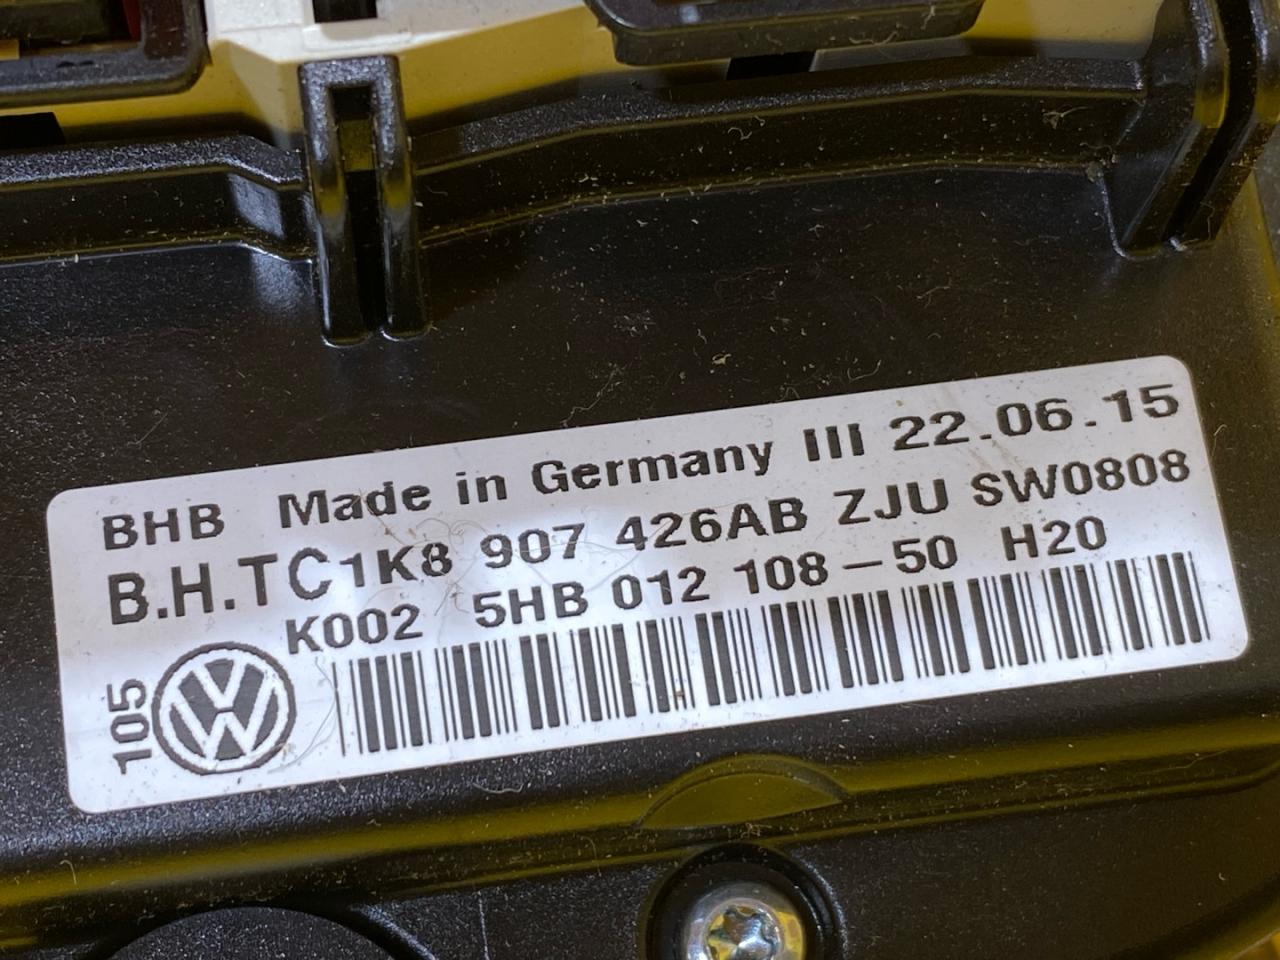 BHB Made in Germany III 22.06.15
B.H.TC1K8 907 426AB ZJU SW0808
K002 5HB 012 108-50 H20
105